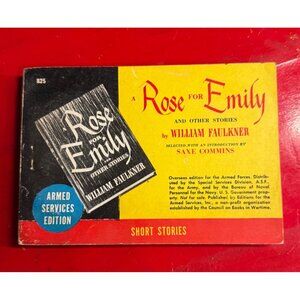 825
Rose
FOR
Emily
AND
OTHER STORIES
WILLIAM FAULKNER
ARMED
SERVICES
EDITION
A Rose FOR Emily
AND OTHER STORIES
by WILLIAM FAULKNER
SELECTED WITH AN INTRODUCTION BY
SAXE COMMINS
Overseas edition for the Armed Forces. Distrib-
uted by the Special Services Division, A.S.F.,
for the Army, and by the Bureau of Naval
Personnel for the Navy. U. S. Government prop-
erty. Not for sale. Published by Editions for the
Armed Services, Inc., a non-profit organization
established by the Council on Books in Wartime.
SHORT STORIES